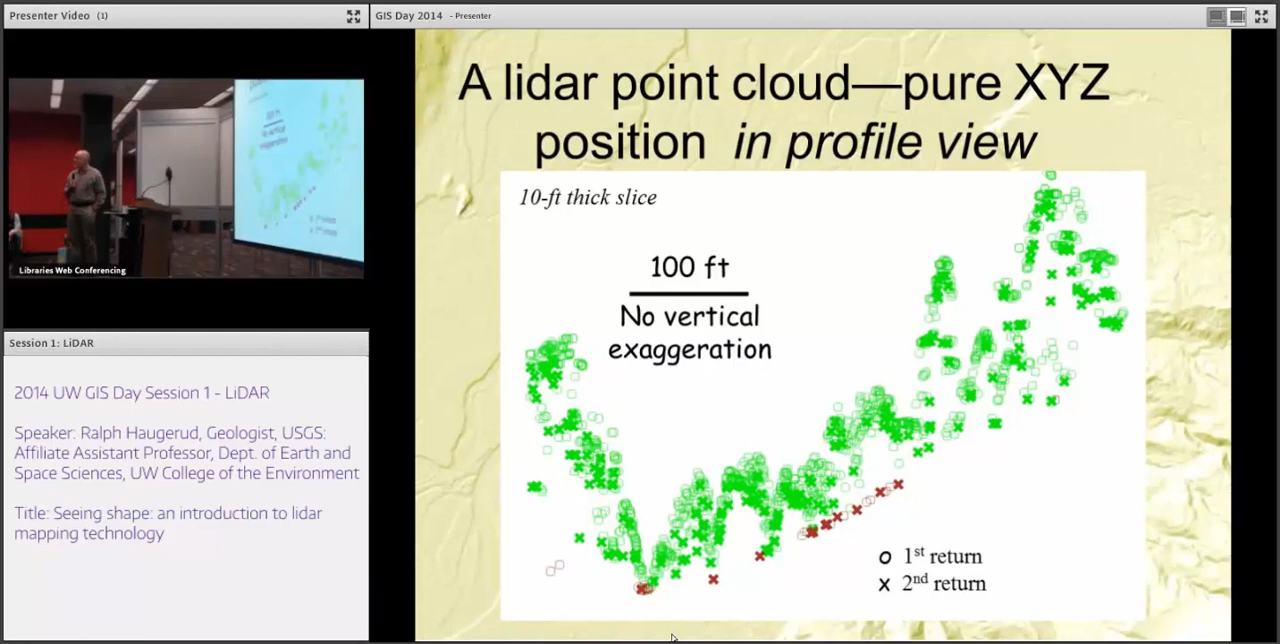 Presenter Video (1)
GIS Day 2014 - Presenter
Libraries Web Conferencing
Session 1: LiDAR
2014 UW GIS Day Session 1 - LiDAR
Speaker: Ralph Haugerud, Geologist, USGS:
Affiliate Assistant Professor, Dept. of Earth and
Space Sciences, UW College of the Environment
Title: Seeing shape: an introduction to lidar
mapping technology
A lidar point cloud—pure XYZ
position in profile view
10-ft thick slice
100 ft
No vertical
exaggeration
o 1st return
x 2nd return